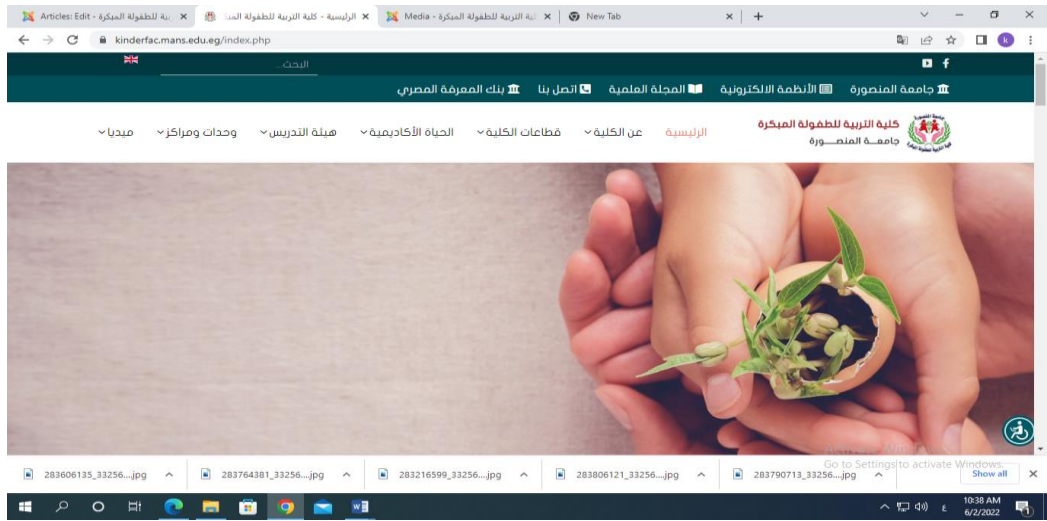 Articles: Edit - كلية التربية للطفولة المبكرة
الرئيسية - كلية التربية للطفولة المبكرة
Media - كلية التربية للطفولة المبكرة
New Tab
kinderfac.mans.edu.eg/index.php
k
البحث...
جامعة المنصورة الأنظمة الالكترونية المجلة العلمية اتصل بنا بنك المعرفة المصري
كلية التربية للطفولة المبكرة
جامعـة المنصـــورة
الرئيسية عن الكلية قطاعات الكلية الحياة الأكاديمية هيئة التدريس وحدات ومراكز ميديا
Go to Settings to activate Windows.
283606135_33256....jpg 283764381_33256....jpg 283216599_33256....jpg 283806121_33256....jpg 283790713_33256....jpg Show all
ع
10:38 AM
6/2/2022